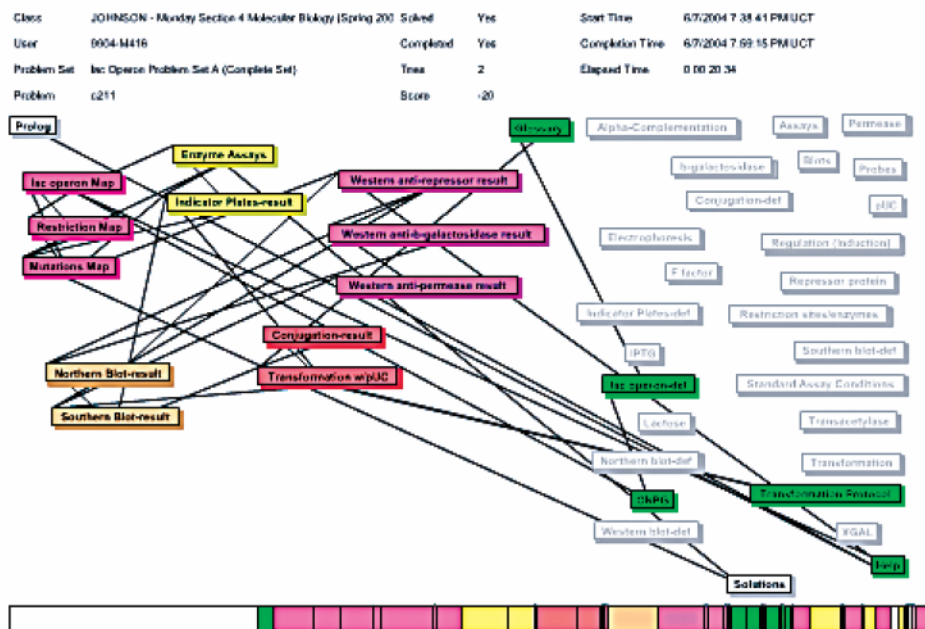 Class JOHNSON - Monday Section 4 Molecular Biology (Spring 200 Solved Yes Start Time 6/7/2004 7:38:41 PM UCT
User 9904-M416 Completed Yes Completion Time 6/7/2004 7:59:15 PM UCT
Problem Set lac Operon Problem Set A (Complete Set) Tries 2 Elapsed Time 0:00:20:34
Problem c211 Score -20
Prolog
Glossary
Alpha-Complementation
Assays
Permease
Enzyme Assays
b-galactosidase
Blots
Probes
lac operon Map
Western anti-repressor result
Indicator Plates-result
Conjugation-def
pUC
Restriction Map
Western anti-b-galactosidase result
Electrophoresis
Regulation (Induction)
Mutations Map
F factor
Western anti-permease result
Repressor protein
Indicator Plates-def
Restriction sites/enzymes
Conjugation-result
IPTG
Southern blot-def
Northern Blot-result
Transformation w/pUC
lac operon-def
Standard Assay Conditions
Southern Blot-result
Lactose
Transacetylase
Northern blot-def
Transformation
ONPG
Transformation Protocol
Western blot-def
XGAL
Help
Solutions